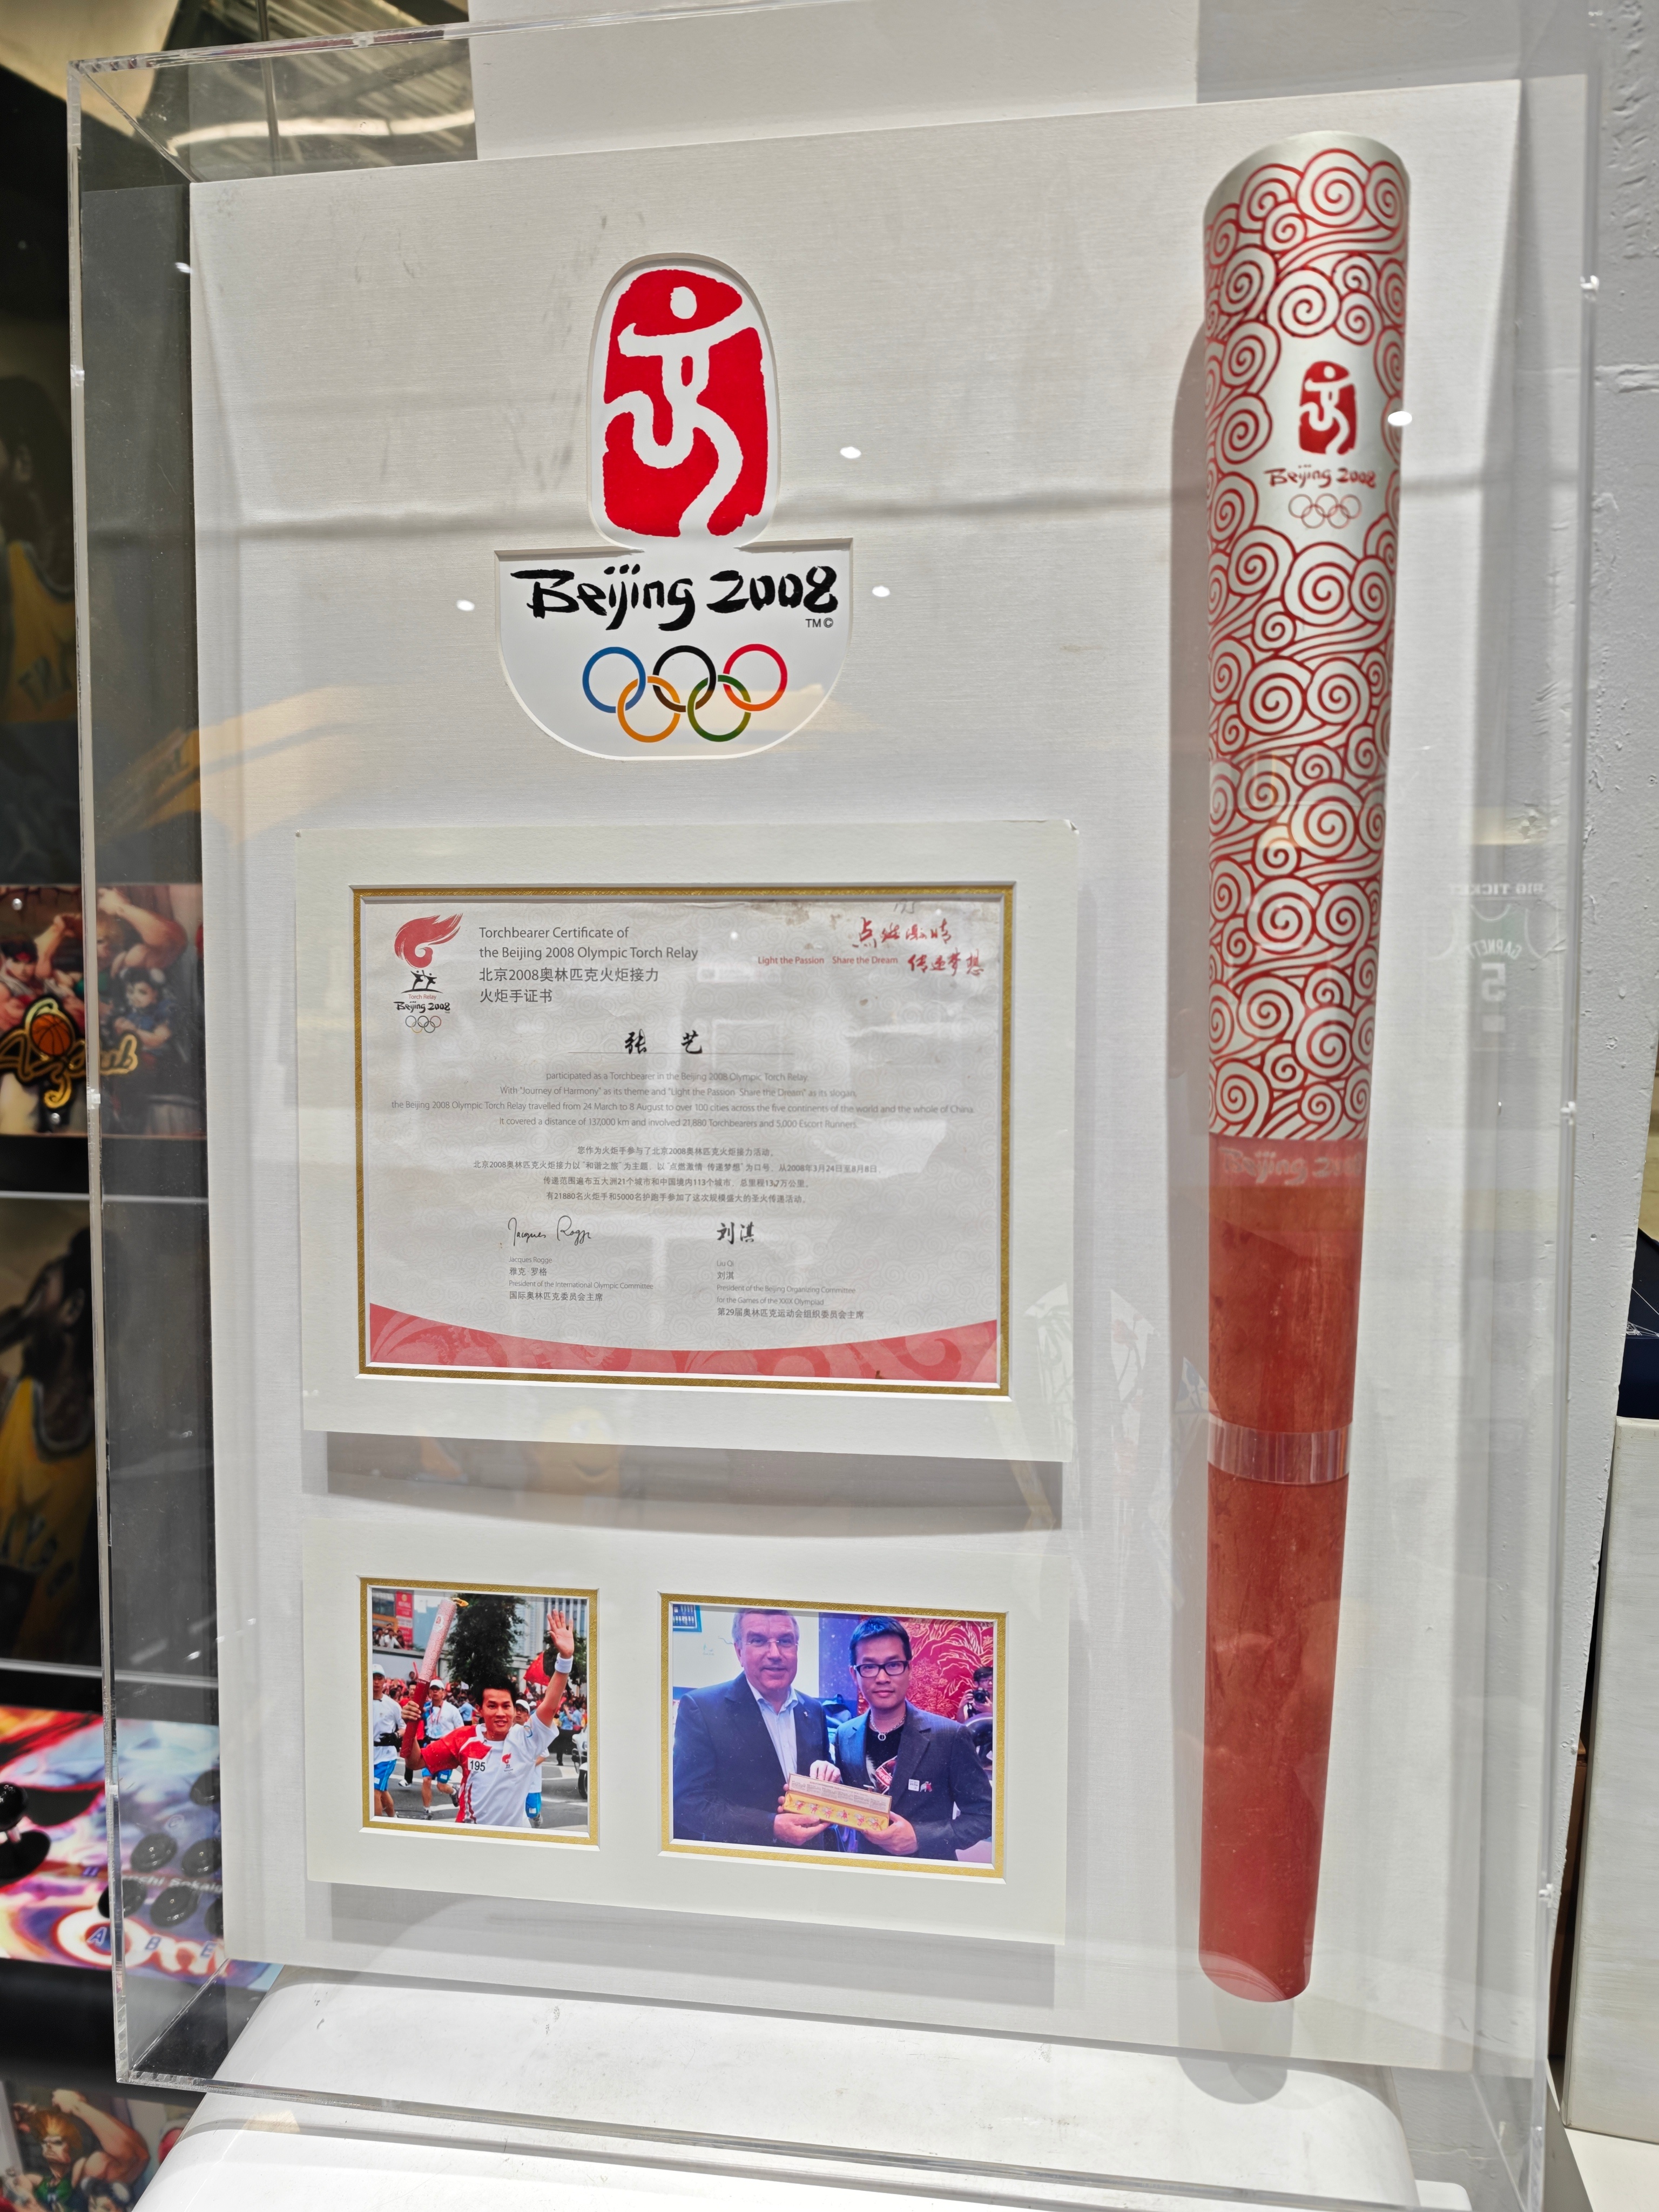 Beijing 2008
TM©
Beijing 2008
Beijing 200
Torchbearer Certificate of
the Beijing 2008 Olympic Torch Relay
北京2008奥林匹克火炬接力
火炬手证书
点燃激情
Light the Passion Share the Dream 传递梦想
Torch Relay
Beijing 2008
张 艺
participated as a Torchbearer in the Beijing 2008 Olympic Torch Relay
With "Journey of Harmony" as its theme and "Light the Passion Share the Dream" as its slogan,
the Beijing 2008 Olympic Torch Relay travelled from 24 March to 8 August to over 100 cities across the five continents of the world and the whole of China.
It covered a distance of 137,000 km and involved 21,880 Torchbearers and 5,000 Escort Runners.
您作为火炬手参与了北京2008奥林匹克火炬接力活动。
北京2008奥林匹克火炬接力以“和谐之旅”为主题，以“点燃激情 传递梦想”为口号，从2008年3月24日至8月8日，
传递范围遍布五大洲21个城市和中国境内113个城市，总里程13.7万公里。
有21880名火炬手和5000名护跑手参加了这次规模盛大的圣火传递活动。
Jacques Rogge
刘淇
Jacques Rogge
雅克·罗格
President of the International Olympic Committee
国际奥林匹克委员会主席
Liu Qi
刘淇
President of the Beijing Organizing Committee
for the Games of the XXIX Olympiad
第29届奥林匹克运动会组织委员会主席
195
BIG TICKET
GARNETT
5
A B E